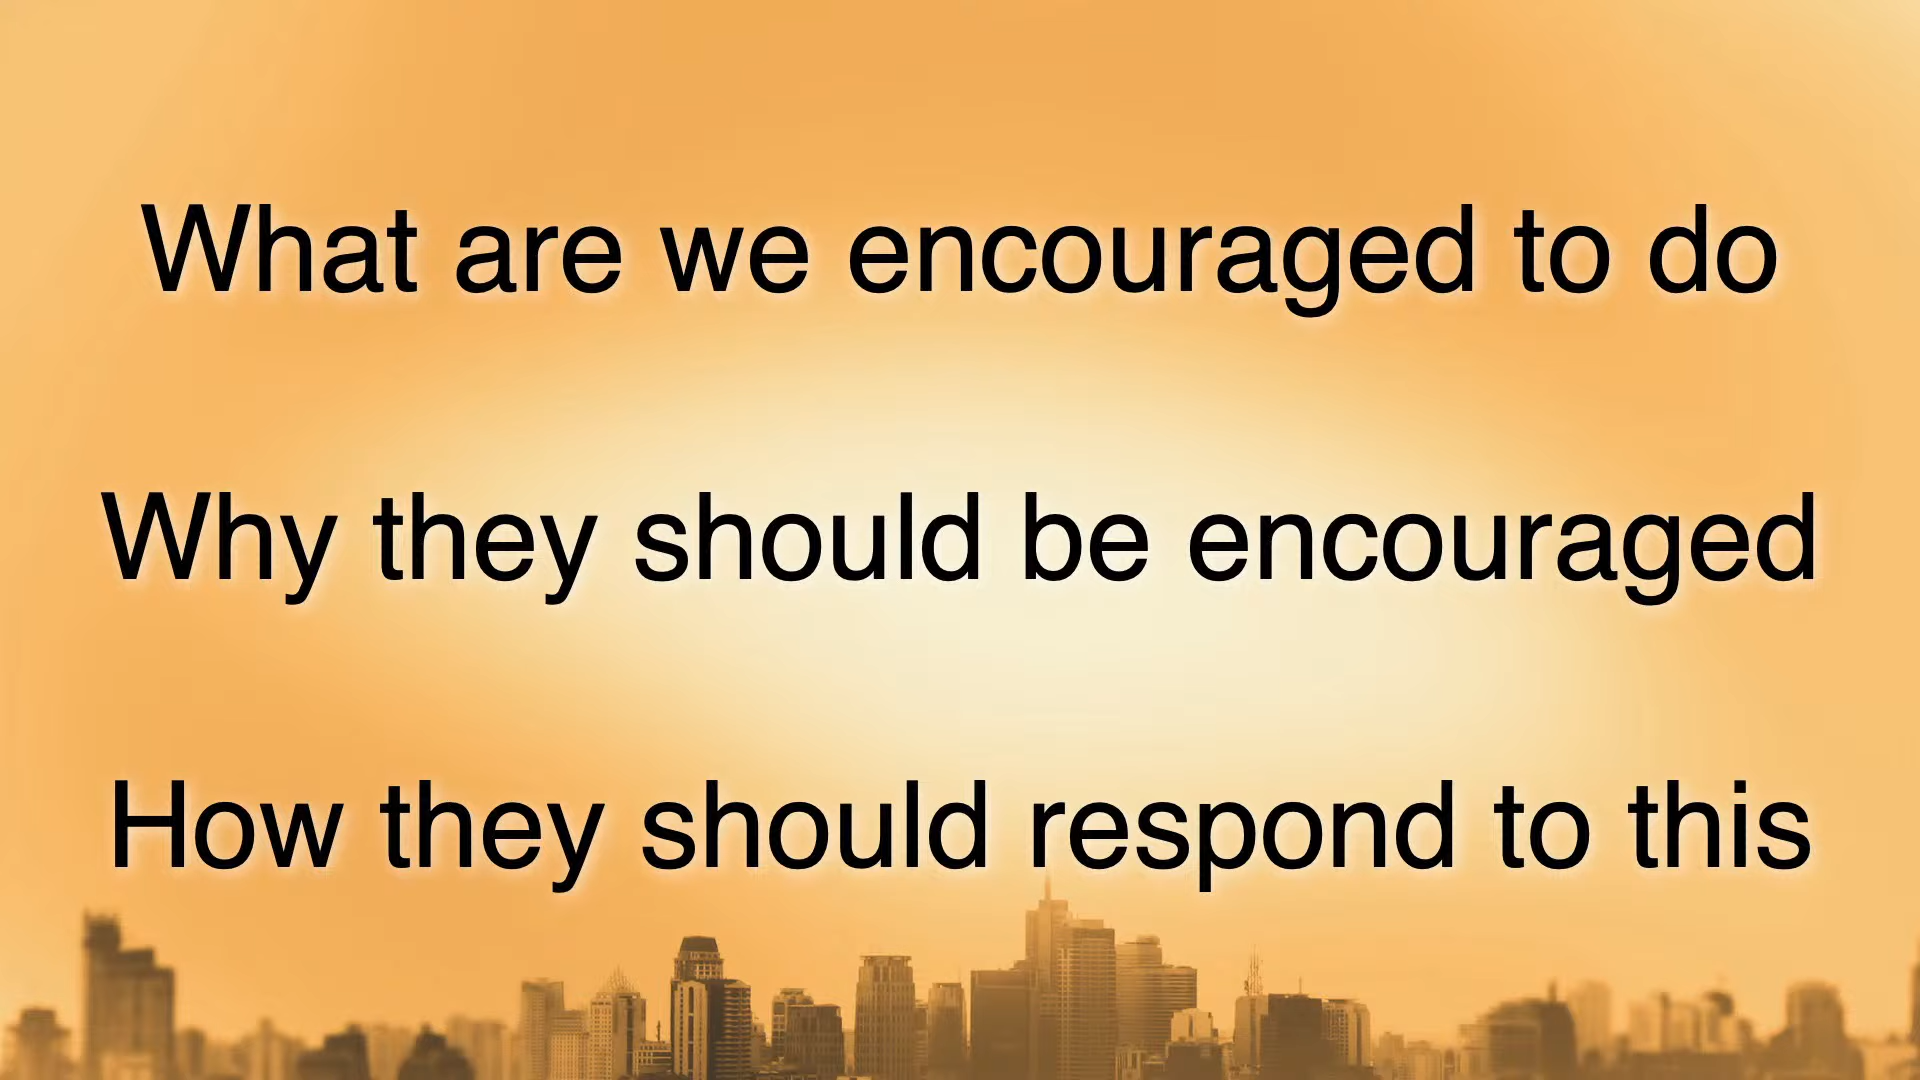 What are we encouraged to do
Why they should be encouraged
How they should respond to this